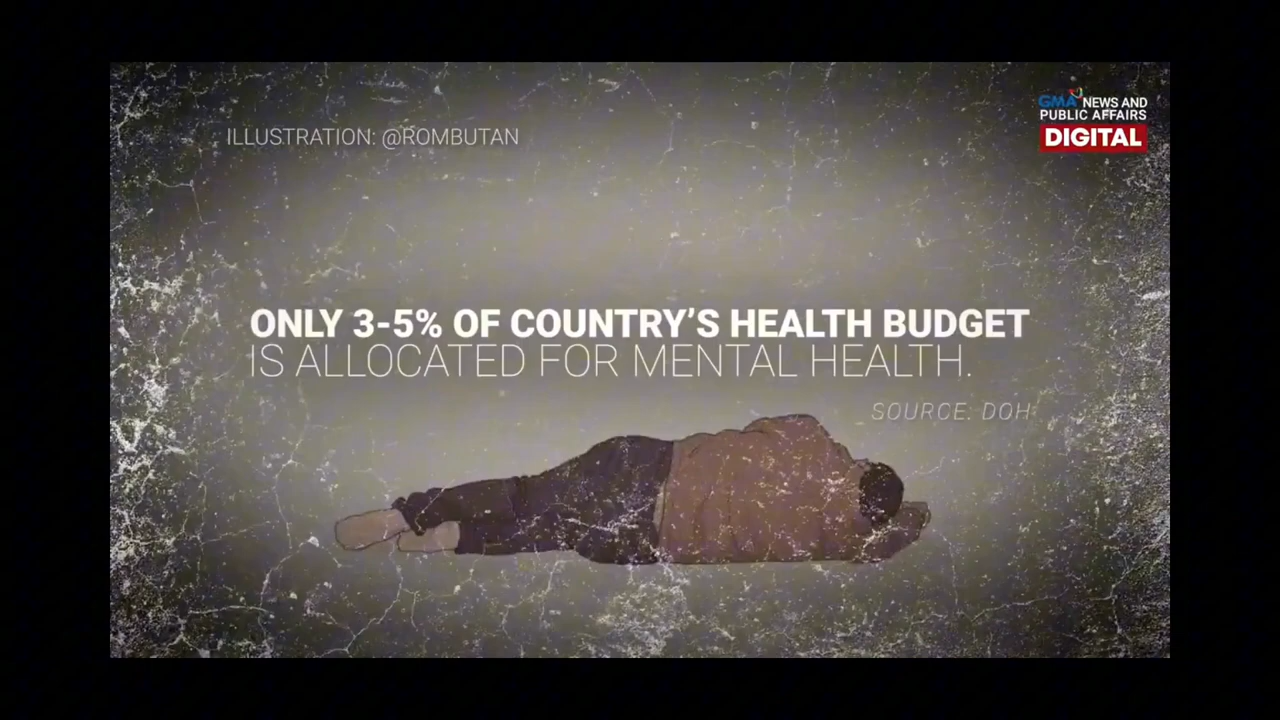 ILLUSTRATION: @ROMBUTAN
GMA NEWS AND
PUBLIC AFFAIRS
DIGITAL
ONLY 3-5% OF COUNTRY'S HEALTH BUDGET
IS ALLOCATED FOR MENTAL HEALTH.
SOURCE: DOH